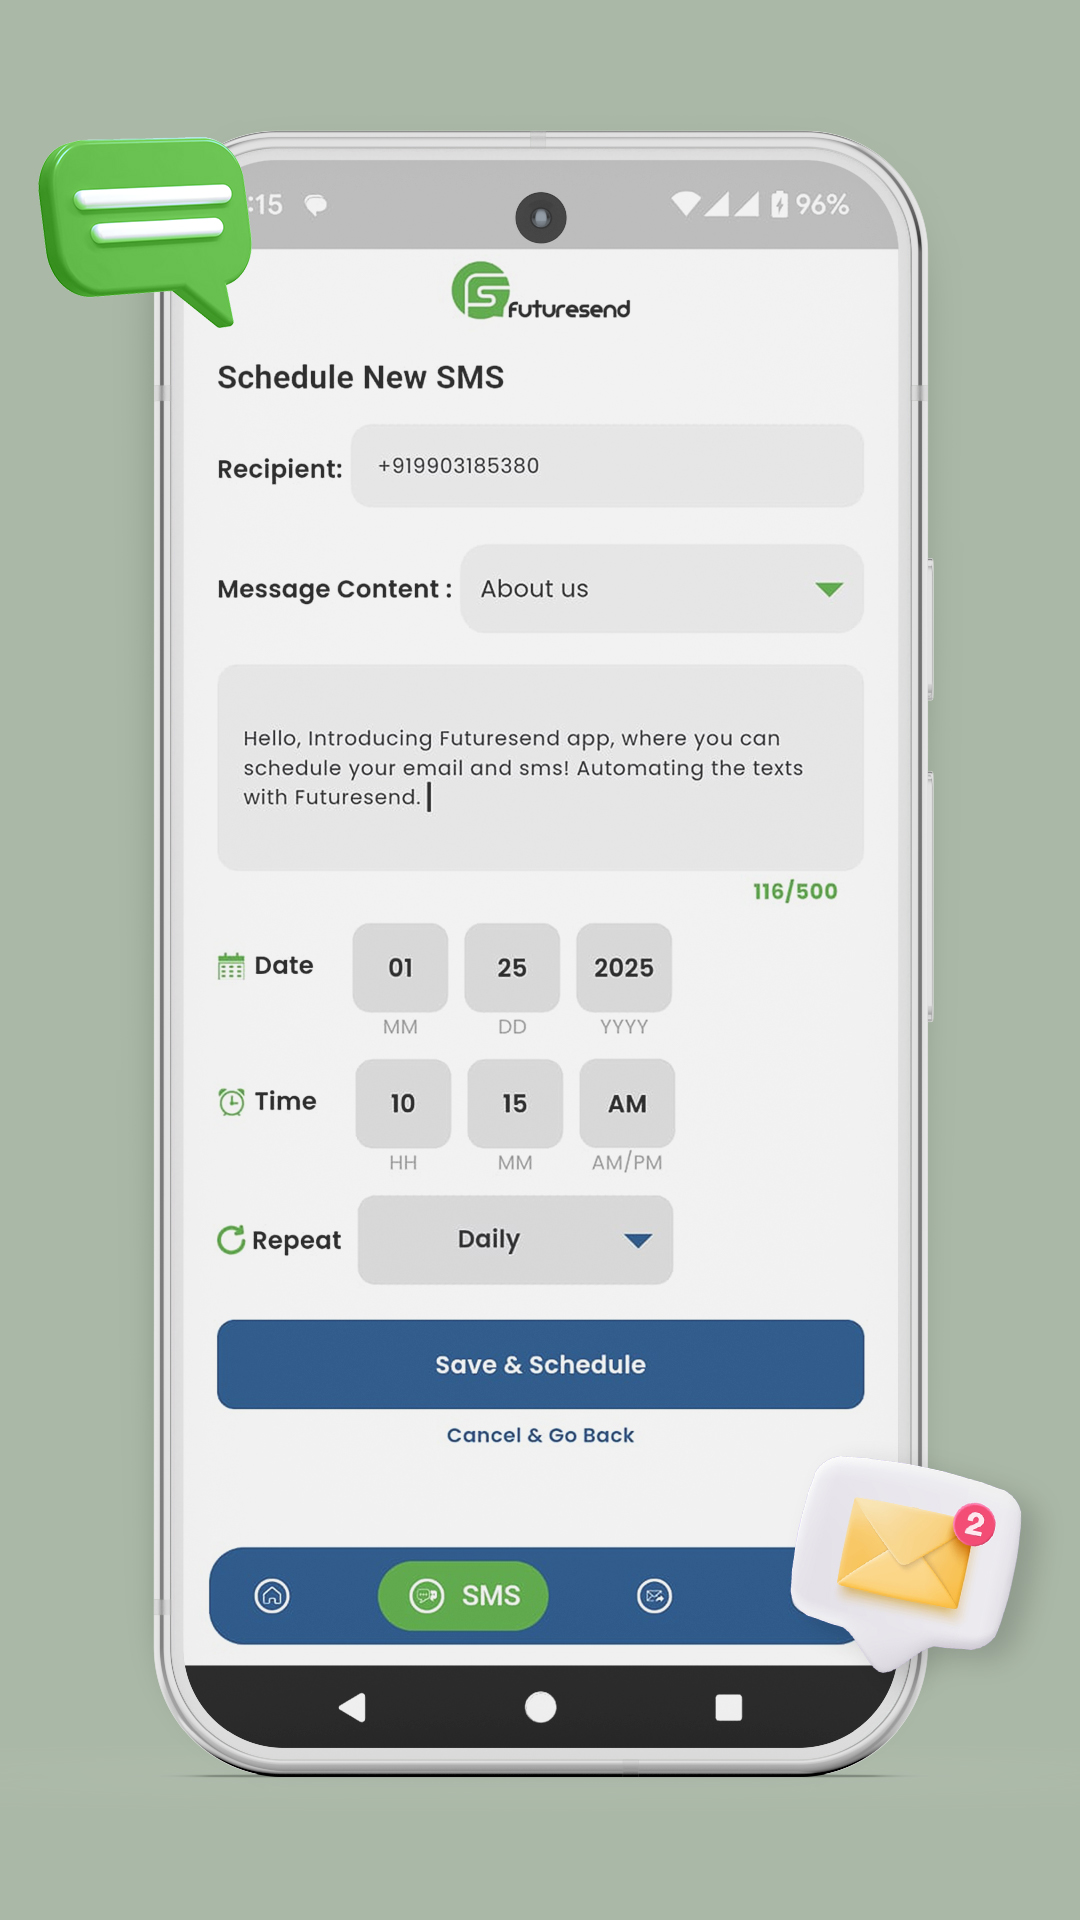 :15
96%
futuresend
Schedule New SMS
Recipient: +919903185380
Message Content : About us
Hello, Introducing Futuresend app, where you can
schedule your email and sms! Automating the texts
with Futuresend.
116/500
Date 01 25 2025
MM DD YYYY
Time 10 15 AM
HH MM AM/PM
Repeat Daily
Save & Schedule
Cancel & Go Back
2
SMS